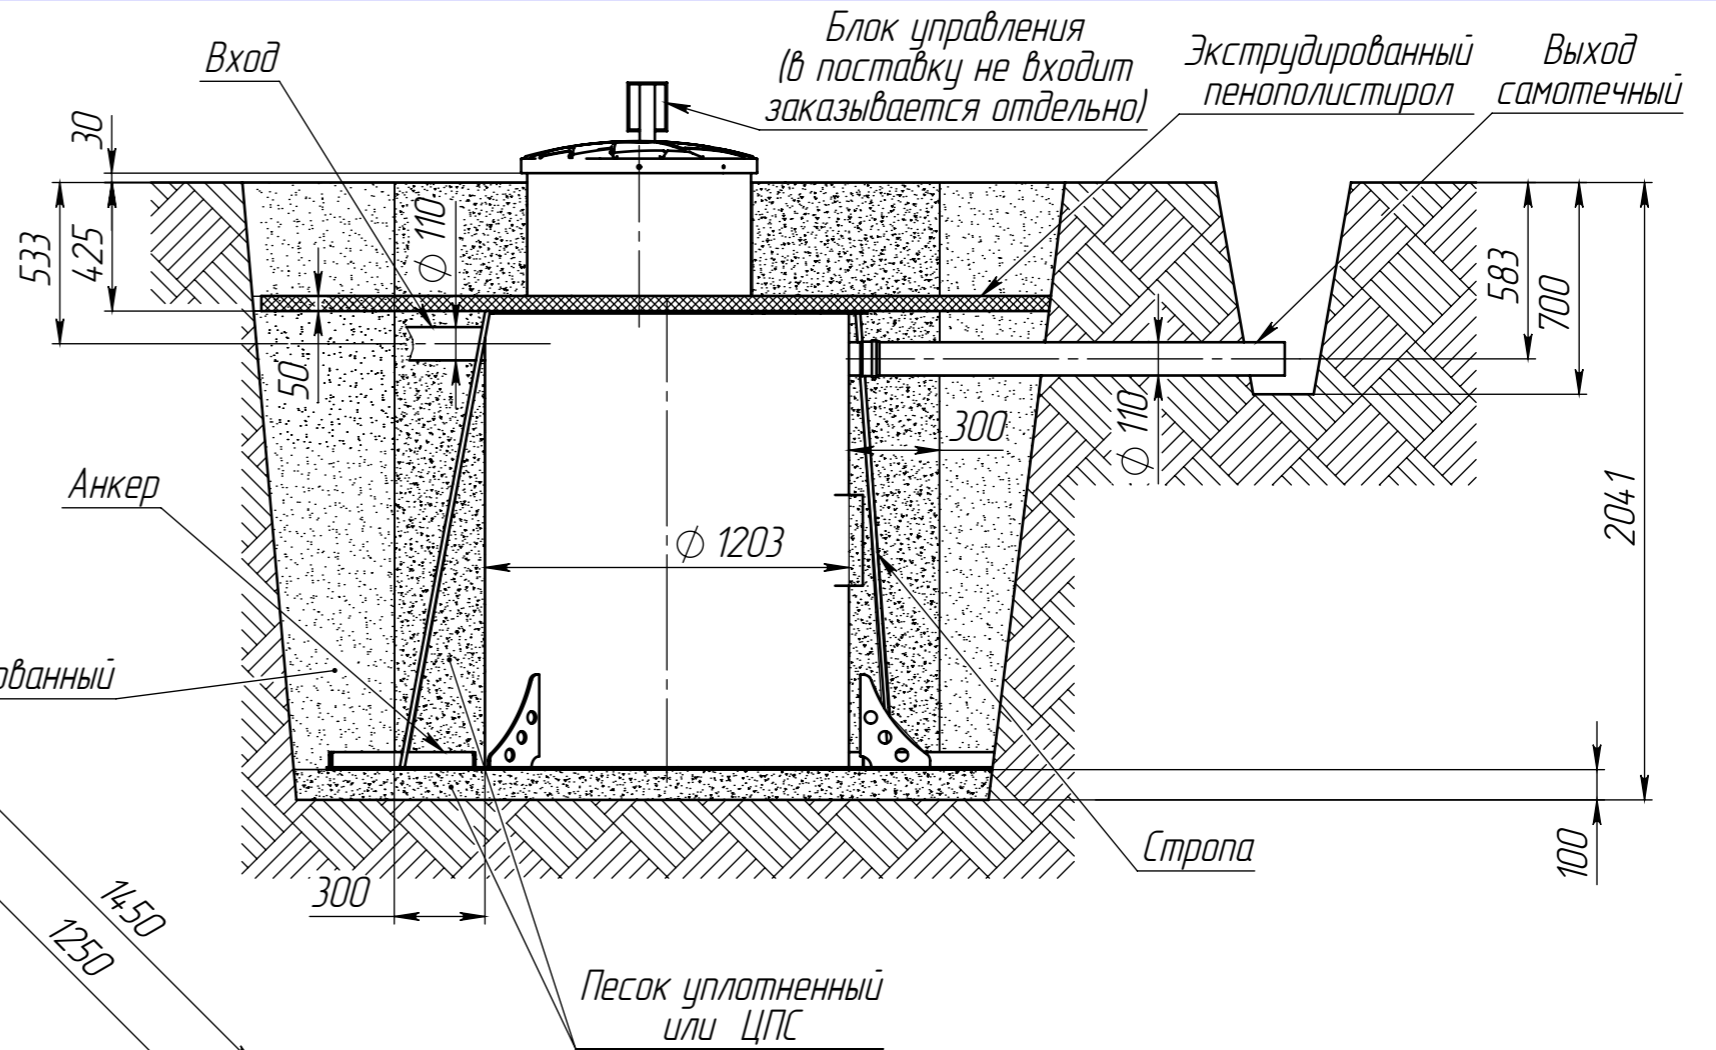 Вход
Блок управления
(в поставку не входит
заказывается отдельно)
Экструдированный
пенополистирол
Выход
самотечный
30
533
425
Ø 110
50
583
700
Ø 110
300
2041
Анкер
Ø 1203
ованный
Стропа
100
300
1450
1250
Песок уплотненный
или ЦПС